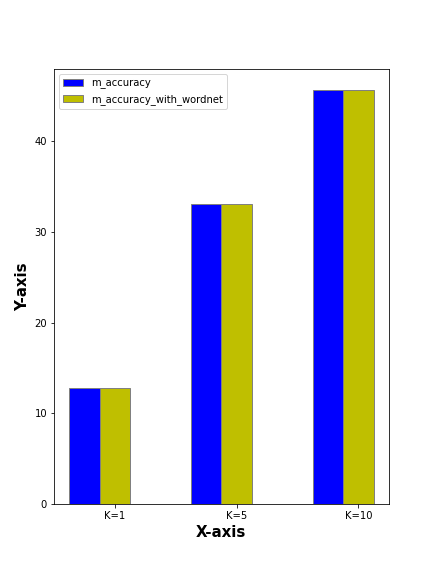 m_accuracy
m_accuracy_with_wordnet
40
30
20
10
0
Y-axis
K=1 K=5 K=10
X-axis